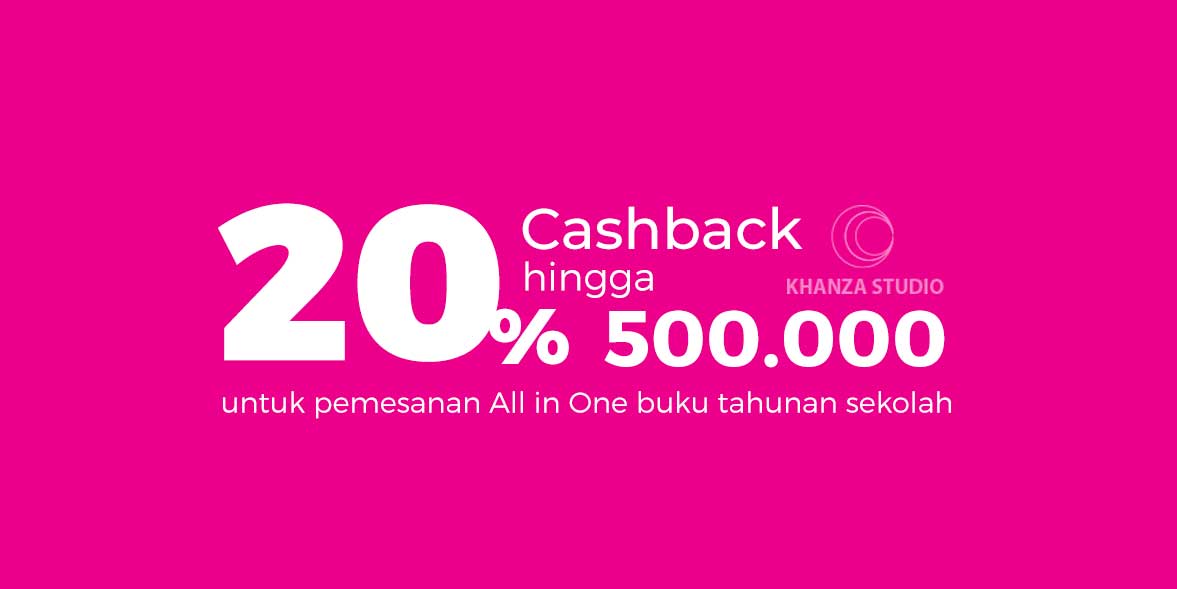 20% Cashback
hingga
500.000
KHANZA STUDIO
untuk pemesanan All in One buku tahunan sekolah